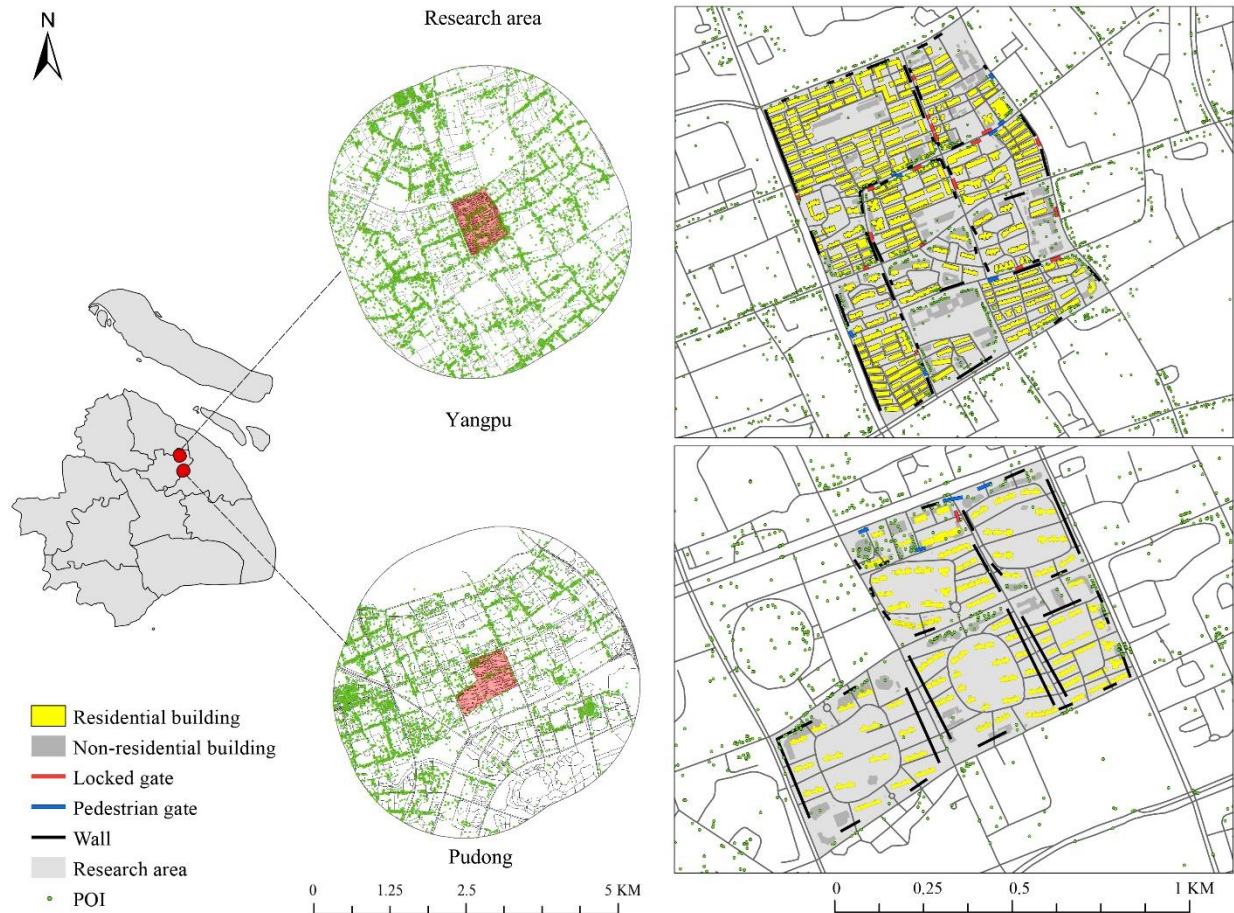 N
Research area
Yangpu
Pudong
Residential building
Non-residential building
Locked gate
Pedestrian gate
Wall
Research area
POI
0 1.25 2.5 5 KM
0 0.25 0.5 1 KM